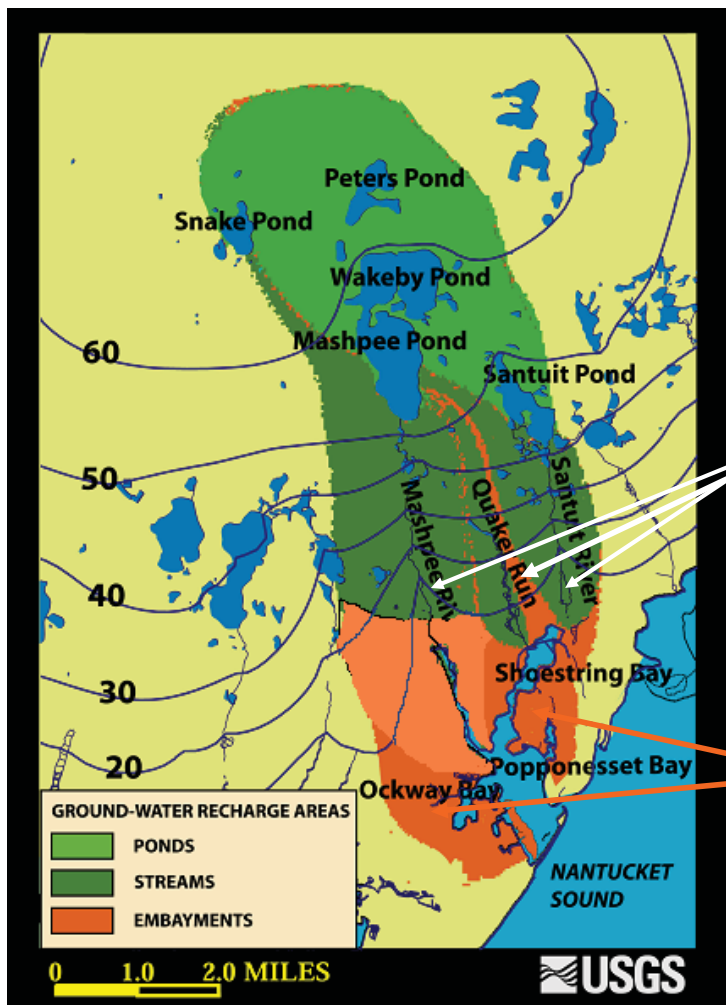 Peters Pond
Snake Pond
Wakeby Pond
Mashpee Pond
60
Santuit Pond
50
Santuit River
Mashpee Riv
Quaker Run
40
Shoestring Bay
30
20
Popponesset Bay
Ockway Bay
GROUND-WATER RECHARGE AREAS
PONDS
STREAMS
EMBAYMENTS
NANTUCKET
SOUND
0 1.0 2.0 MILES
USGS